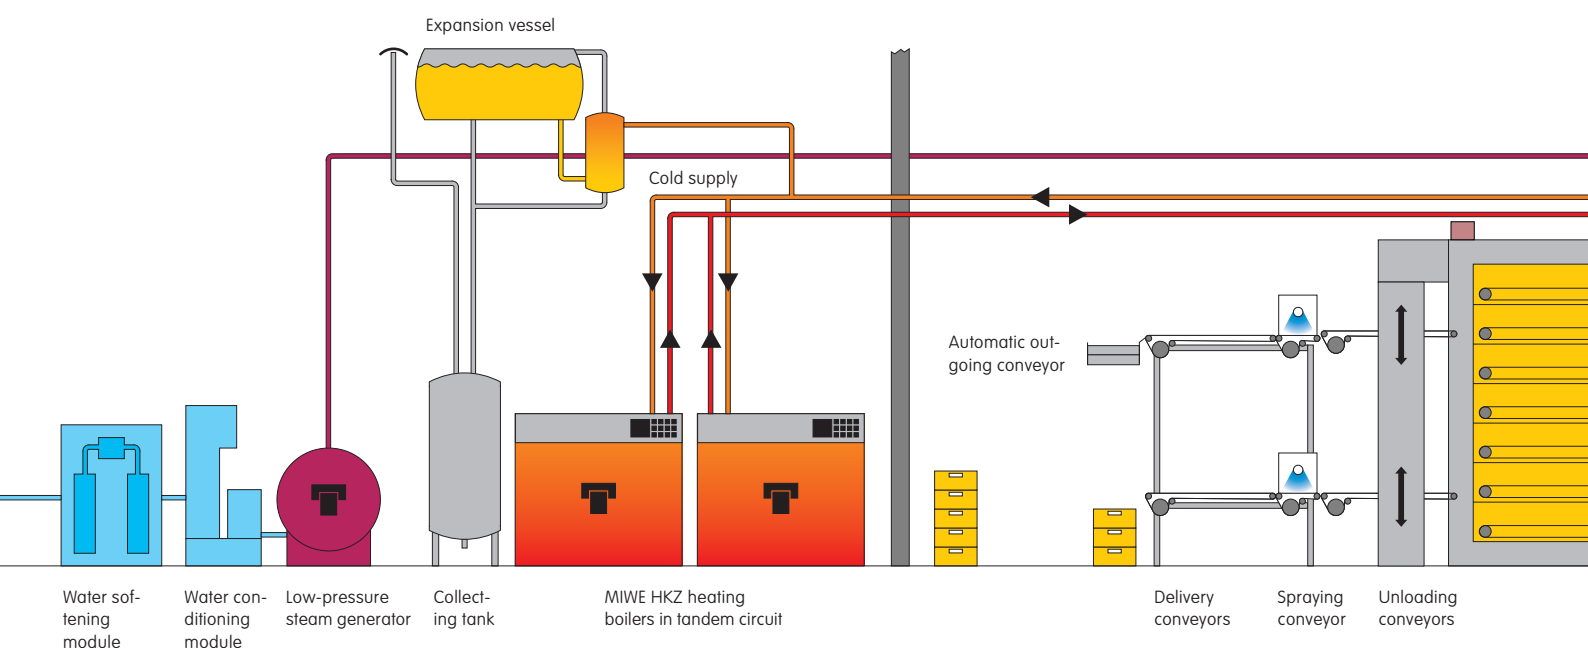 Expansion vessel
Cold supply
Automatic out-
going conveyor
Water sof-
tening
module
Water con-
ditioning
module
Low-pressure
steam generator
Collect-
ing tank
MIWE HKZ heating
boilers in tandem circuit
Delivery
conveyors
Spraying
conveyor
Unloading
conveyors